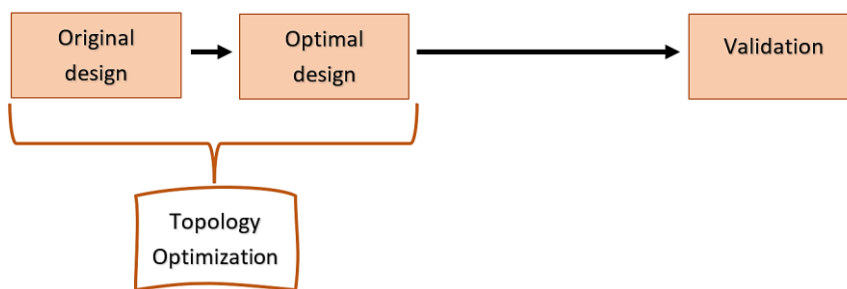 Original
design
Optimal
design
Validation
Topology
Optimization